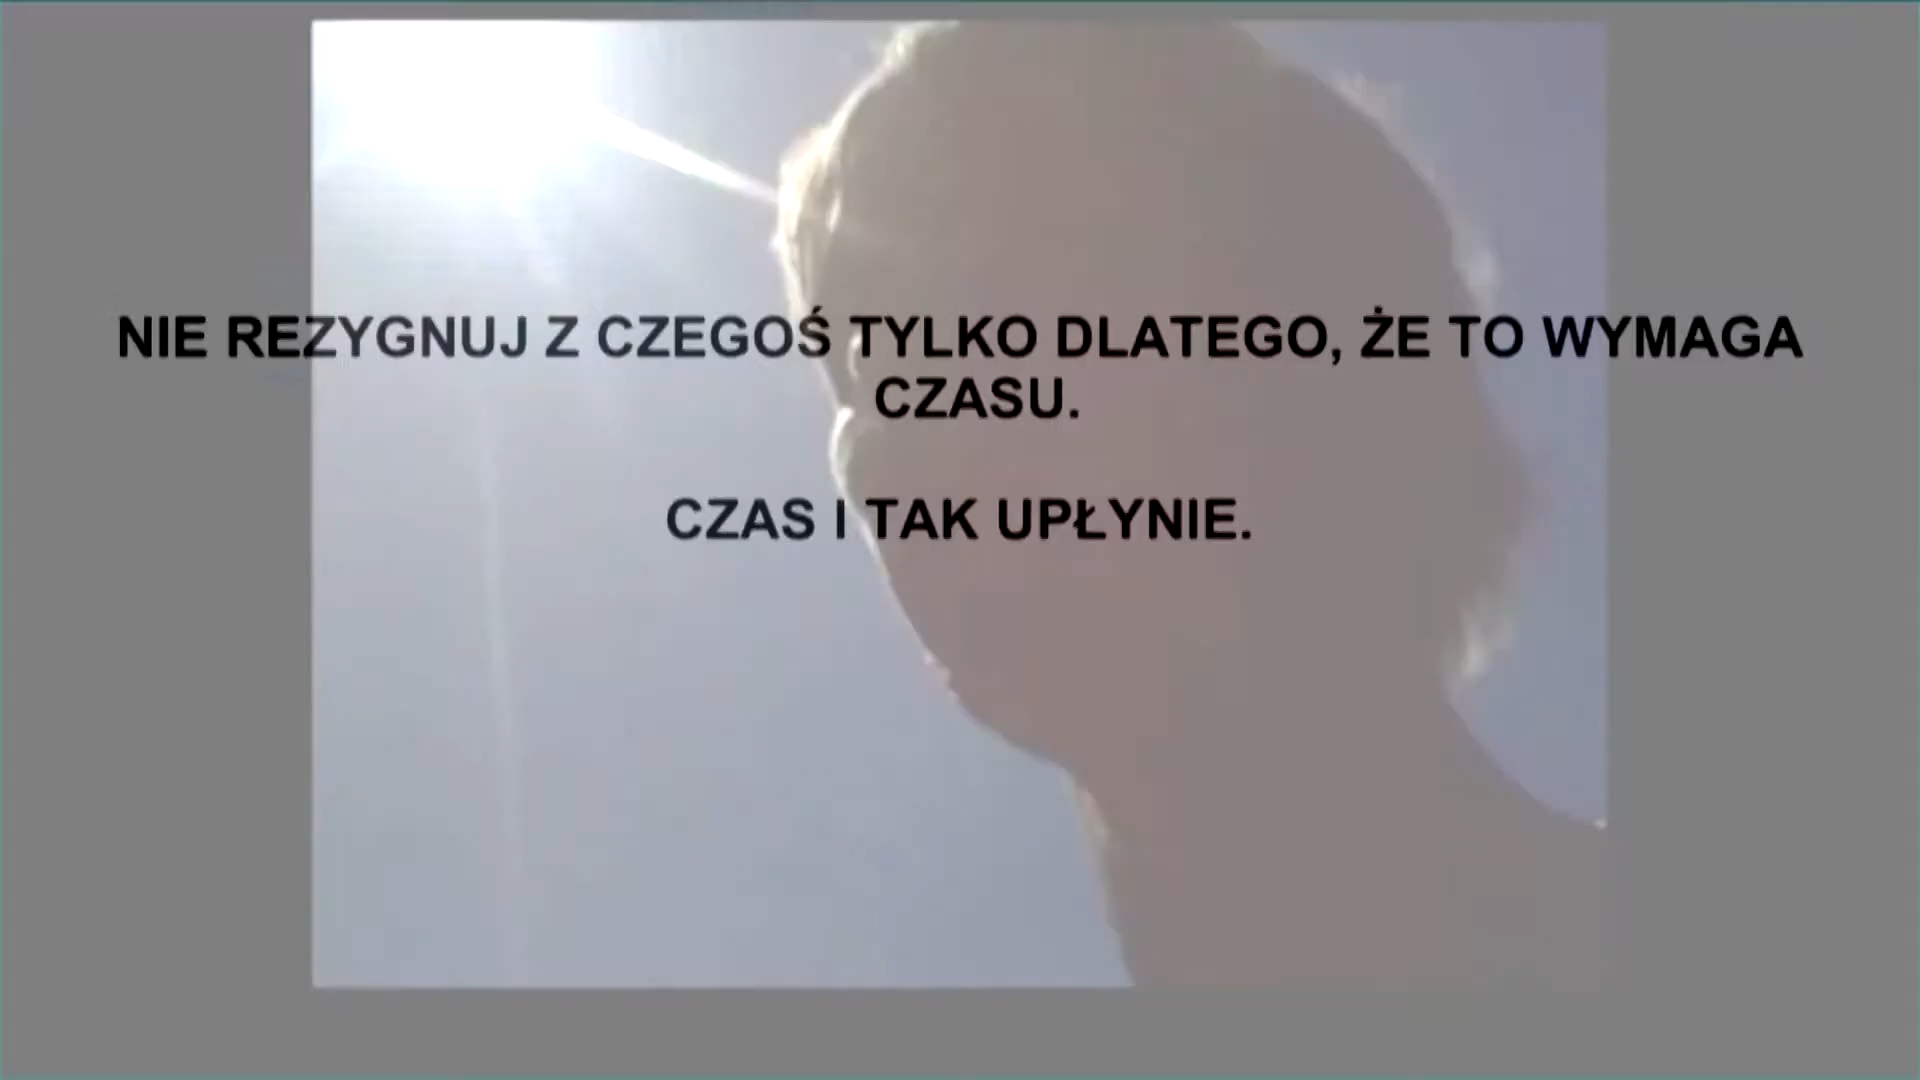 NIE REZYGNUJ Z CZEGOŚ TYLKO DLATEGO, ŻE TO WYMAGA
CZASU.
CZAS I TAK UPŁYNIE.